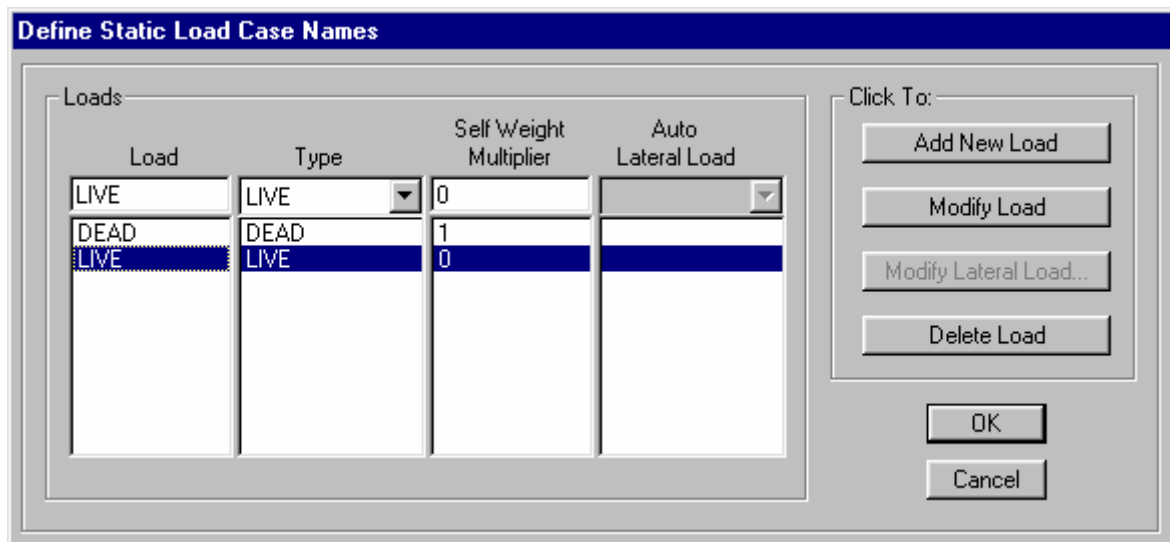 Define Static Load Case Names
Loads
Click To:
Self Weight Auto
Load Type Multiplier Lateral Load
LIVE LIVE 0
DEAD DEAD 1
LIVE LIVE 0
Add New Load
Modify Load
Modify Lateral Load...
Delete Load
OK
Cancel